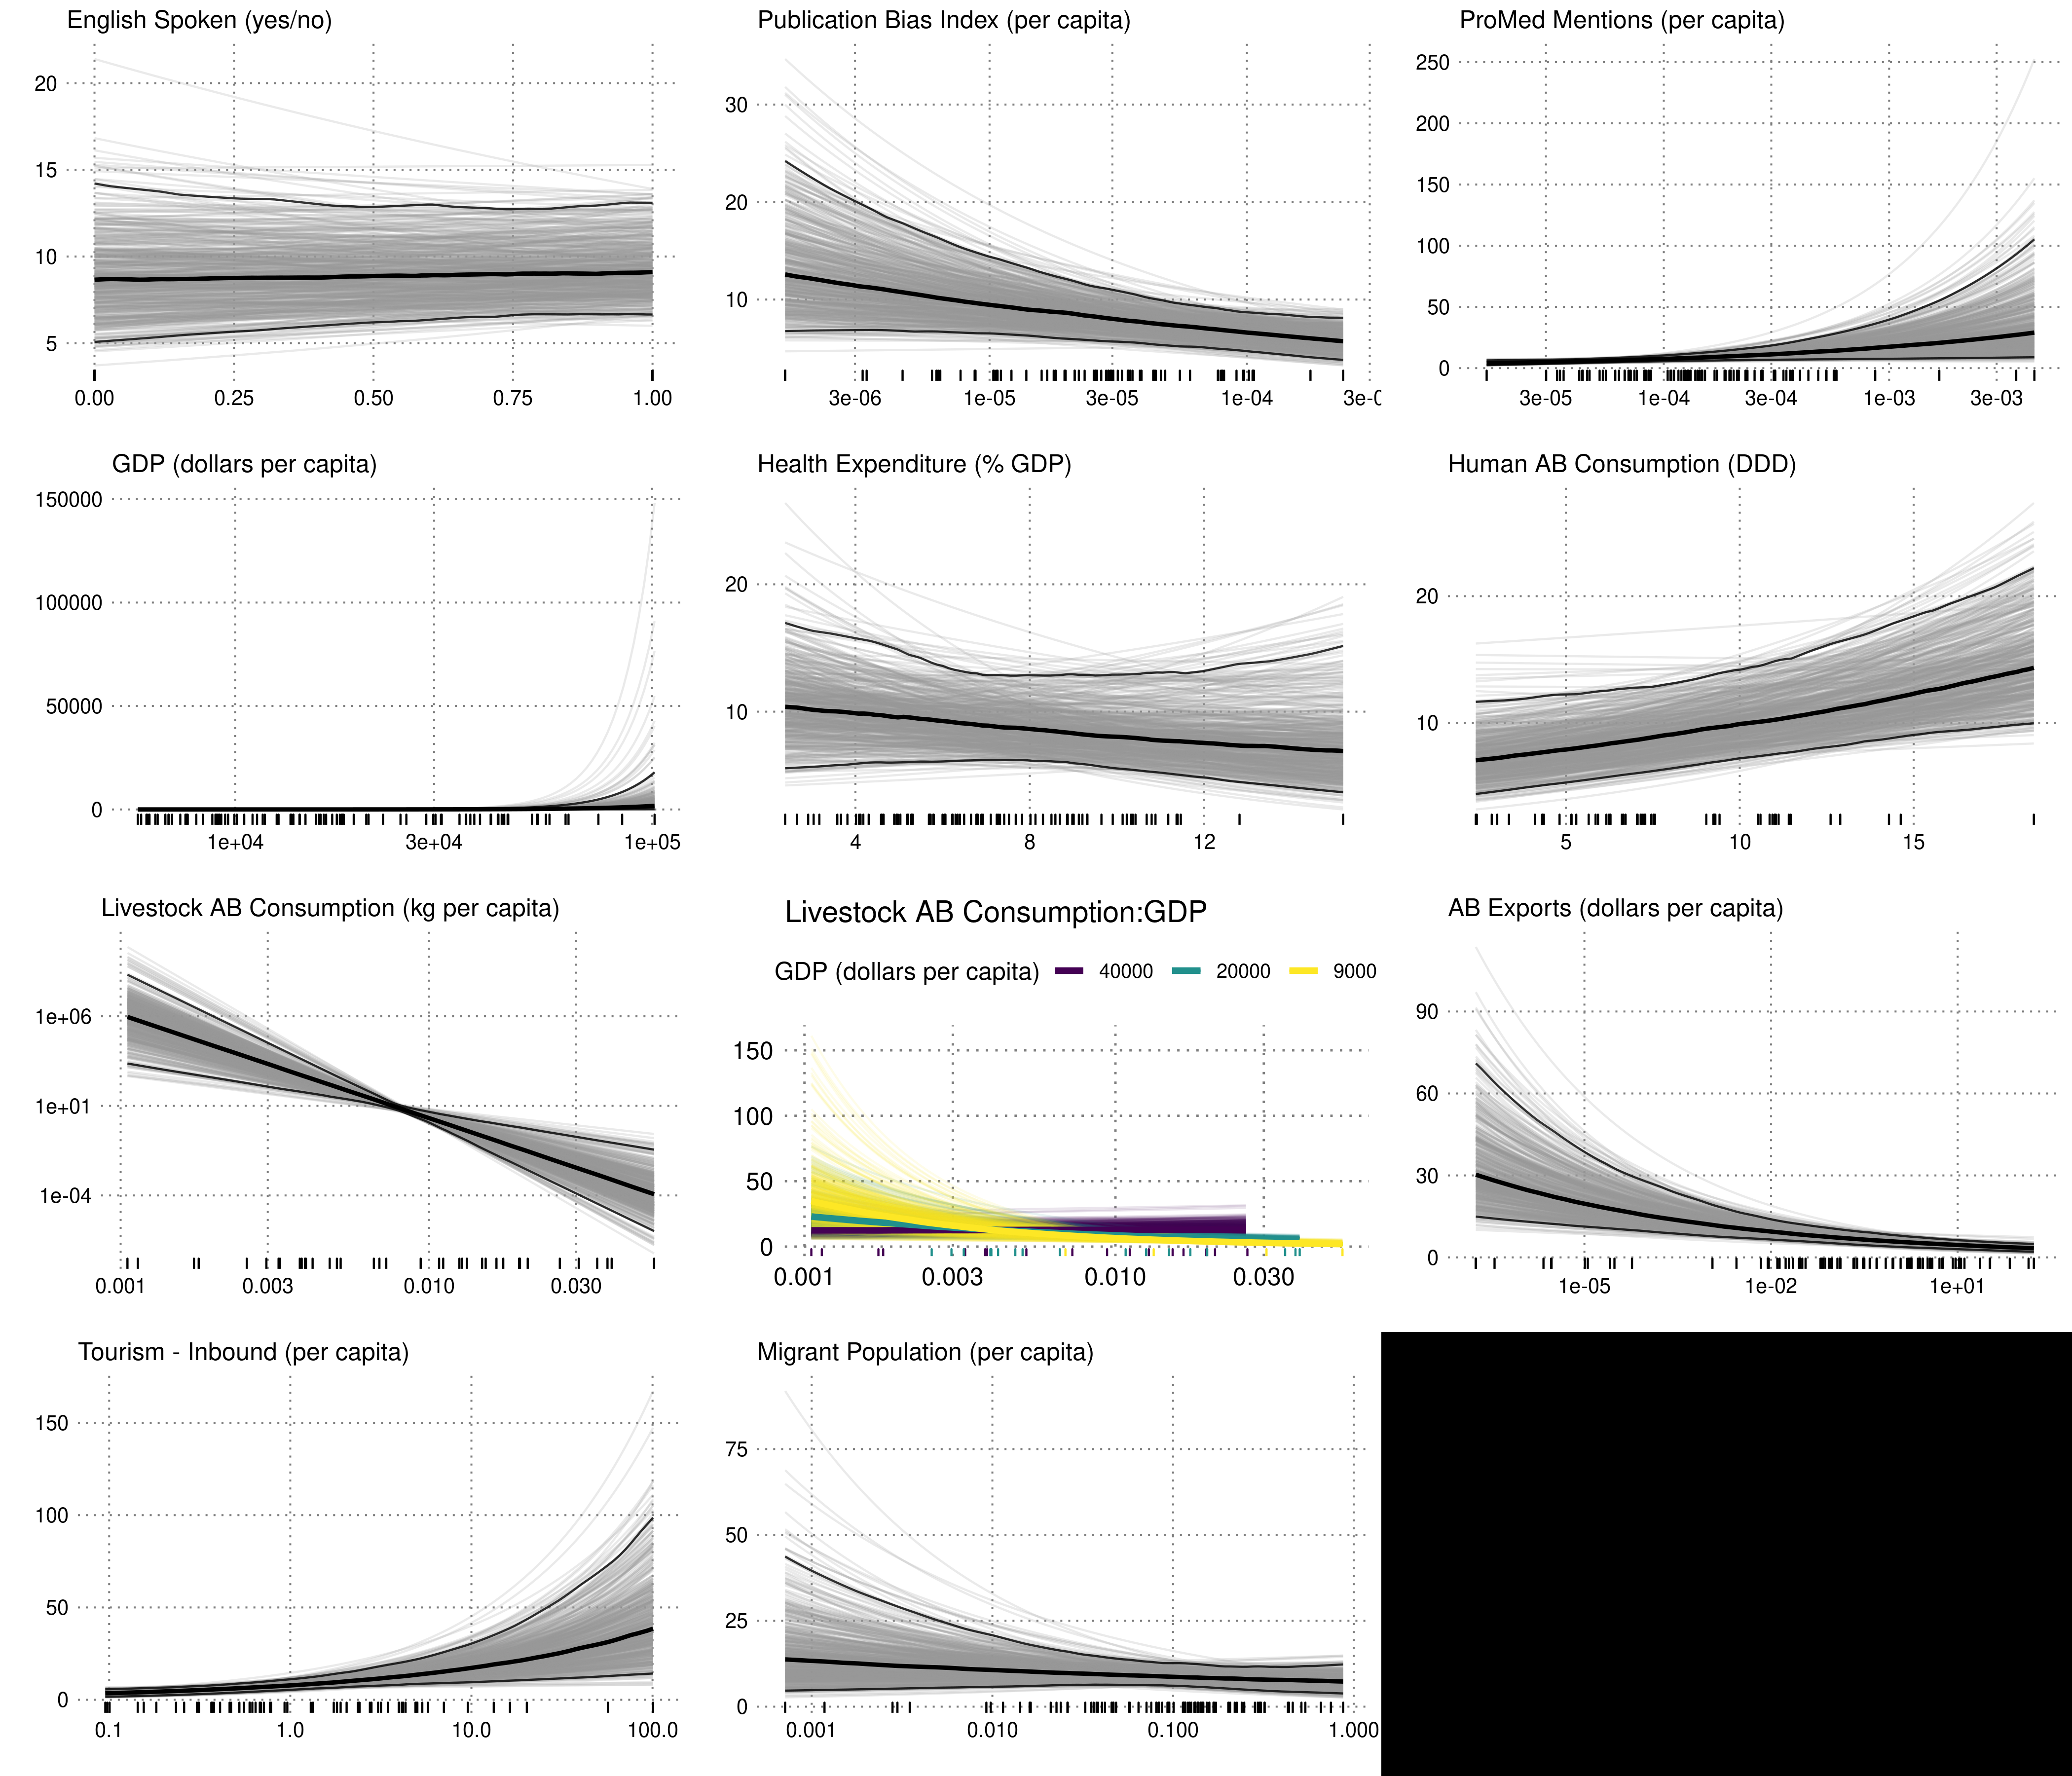 English Spoken (yes/no)
20
15
10
5
0.00 0.25 0.50 0.75 1.00
Publication Bias Index (per capita)
30
20
10
3e-06 1e-05 3e-05 1e-04 3e-0
ProMed Mentions (per capita)
250
200
150
100
50
0
3e-05 1e-04 3e-04 1e-03 3e-03
GDP (dollars per capita)
150000
100000
50000
0
1e+04 3e+04 1e+05
Health Expenditure (% GDP)
20
10
4 8 12
Human AB Consumption (DDD)
20
10
5 10 15
Livestock AB Consumption (kg per capita)
1e+06
1e+01
1e-04
0.001 0.003 0.010 0.030
Livestock AB Consumption:GDP
GDP (dollars per capita) 40000 20000 9000
150
100
50
0
0.001 0.003 0.010 0.030
AB Exports (dollars per capita)
90
60
30
0
1e-05 1e-02 1e+01
Tourism - Inbound (per capita)
150
100
50
0
0.1 1.0 10.0 100.0
Migrant Population (per capita)
75
50
25
0
0.001 0.010 0.100 1.000